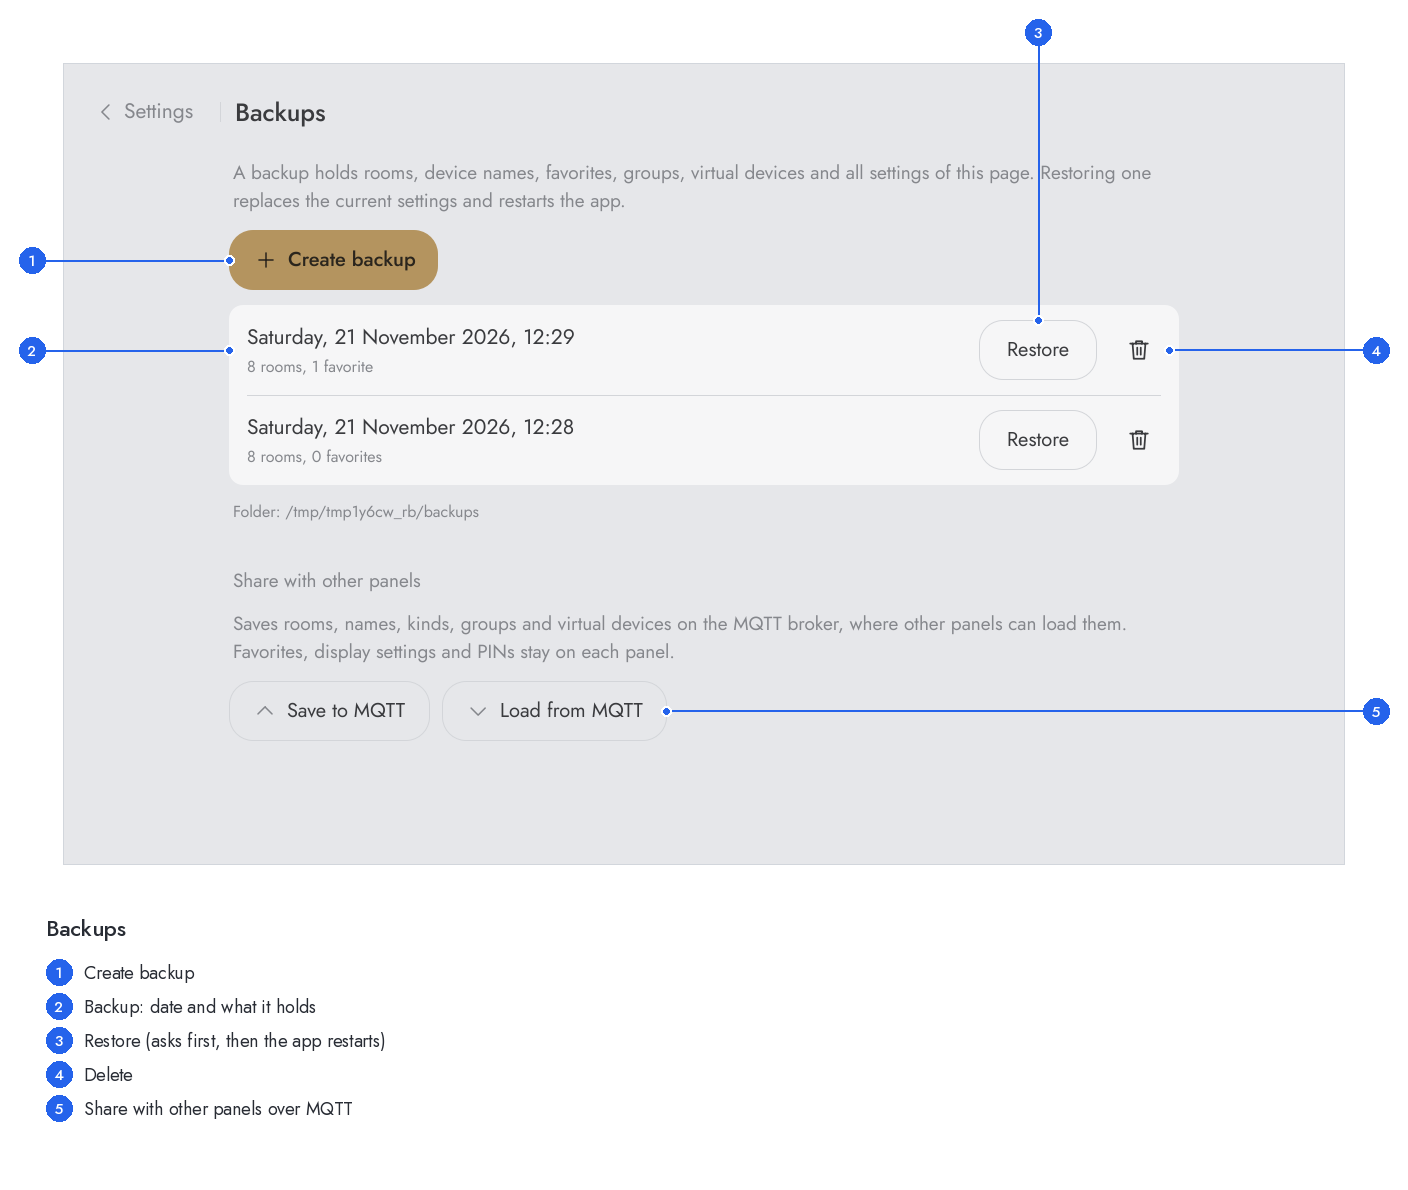 3
Settings
Backups
A backup holds rooms, device names, favorites, groups, virtual devices and all settings of this page. Restoring one
replaces the current settings and restarts the app.
1
Create backup
2
Saturday, 21 November 2026, 12:29
8 rooms, 1 favorite
Restore
4
Saturday, 21 November 2026, 12:28
8 rooms, 0 favorites
Restore
Folder: /tmp/tmp1y6cw_rb/backups
Share with other panels
Saves rooms, names, kinds, groups and virtual devices on the MQTT broker, where other panels can load them.
Favorites, display settings and PINs stay on each panel.
Save to MQTT
Load from MQTT
5
Backups
1 Create backup
2 Backup: date and what it holds
3 Restore (asks first, then the app restarts)
4 Delete
5 Share with other panels over MQTT